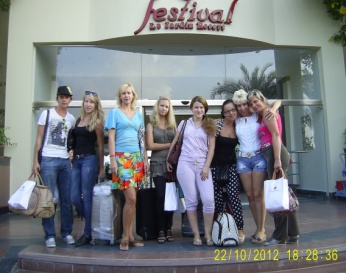 festival
Le Jardin Resort
22/10/2012 18:28:36